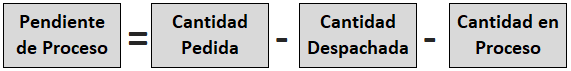 Pendiente de Proceso = Cantidad Pedida - Cantidad Despachada - Cantidad en Proceso